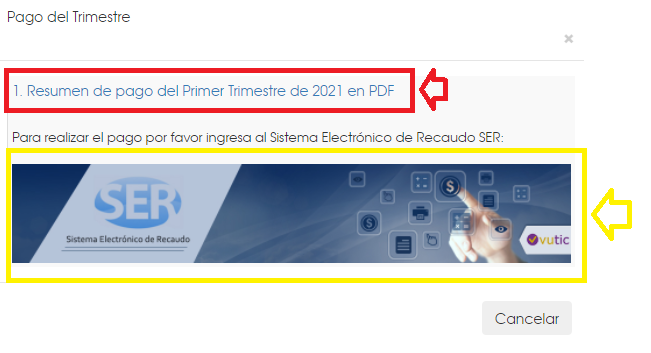 Pago del Trimestre
×
1. Resumen de pago del Primer Trimestre de 2021 en PDF
Para realizar el pago por favor ingresa al Sistema Electrónico de Recaudo SER:
SER
Sistema Electrónico de Recaudo
vutic
Cancelar